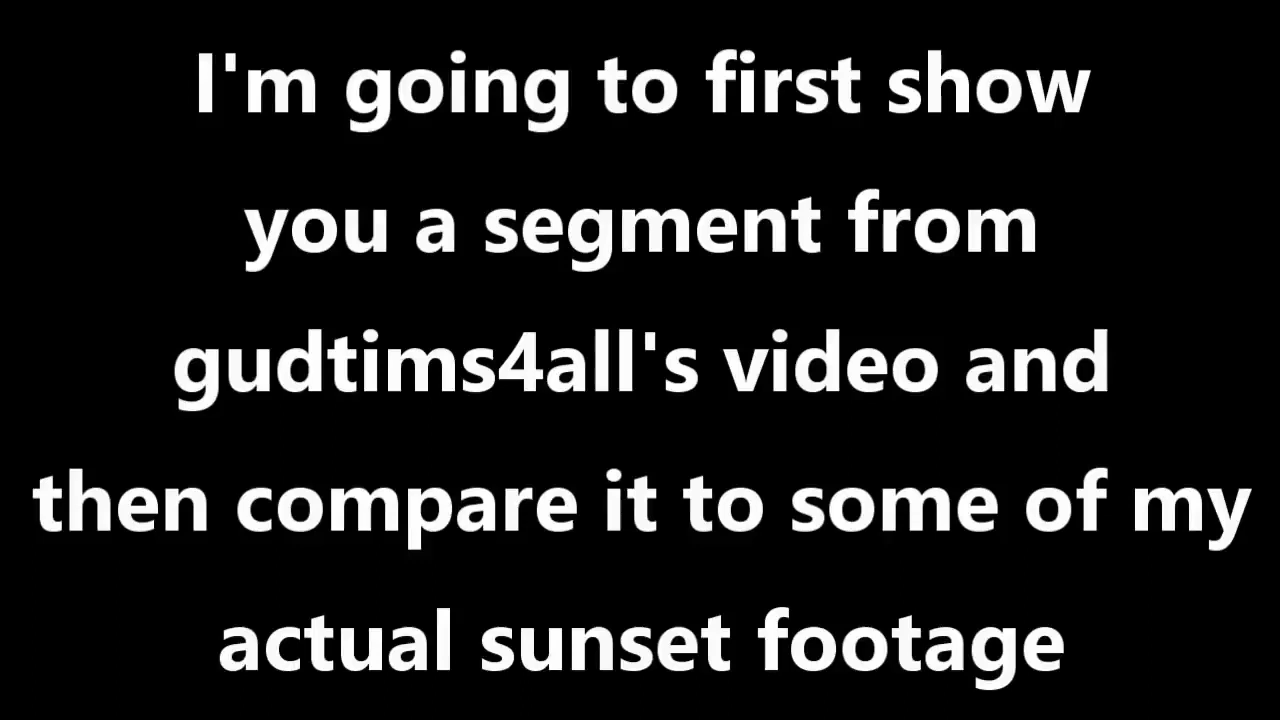 I'm going to first show
you a segment from
gudtims4all's video and
then compare it to some of my
actual sunset footage